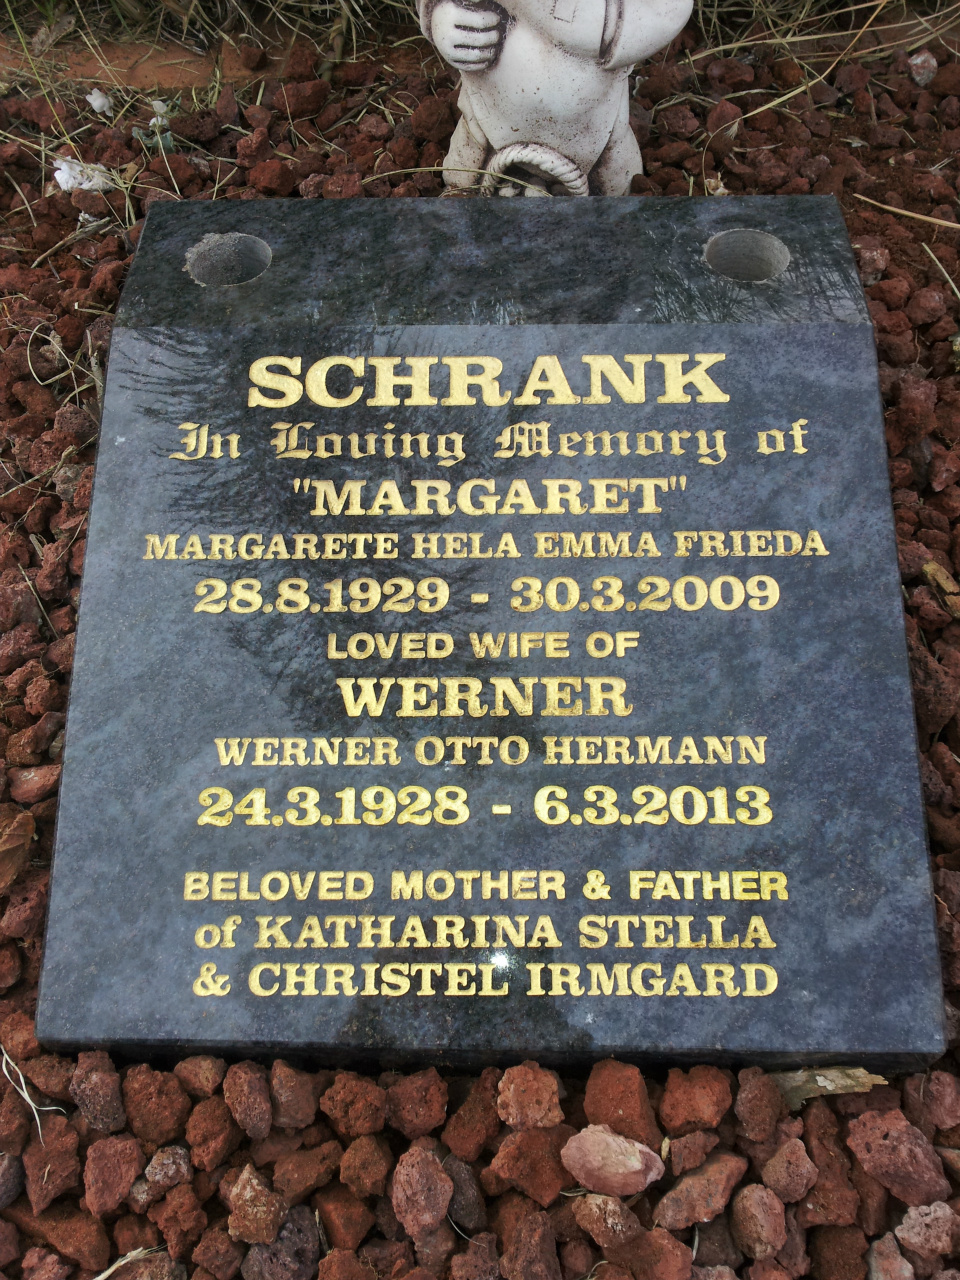 SCHRANK
In Loving Memory of
"MARGARET"
MARGARETE HELA EMMA FRIEDA
28.8.1929 - 30.3.2009
LOVED WIFE OF
WERNER
WERNER OTTO HERMANN
24.3.1928 - 6.3.2013
BELOVED MOTHER & FATHER
of KATHARINA STELLA
& CHRISTEL IRMGARD